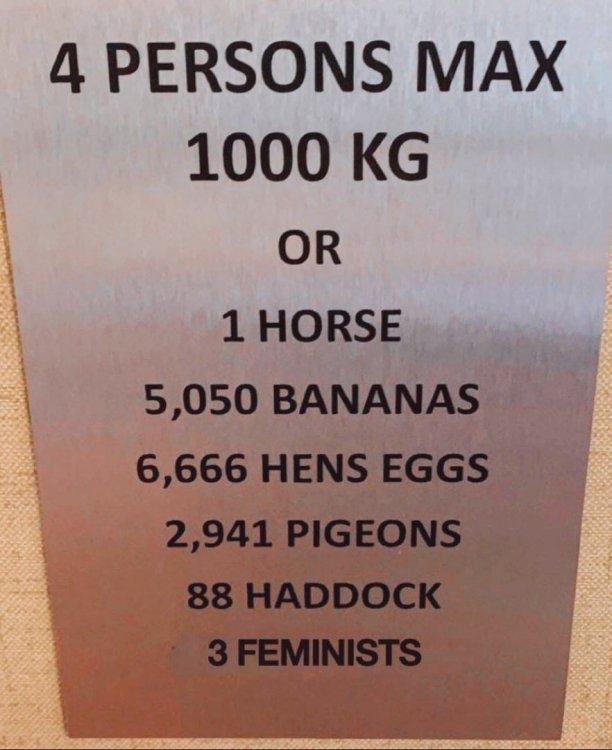 4 PERSONS MAX
1000 KG
OR
1 HORSE
5,050 BANANAS
6,666 HENS EGGS
2,941 PIGEONS
88 HADDOCK
3 FEMINISTS